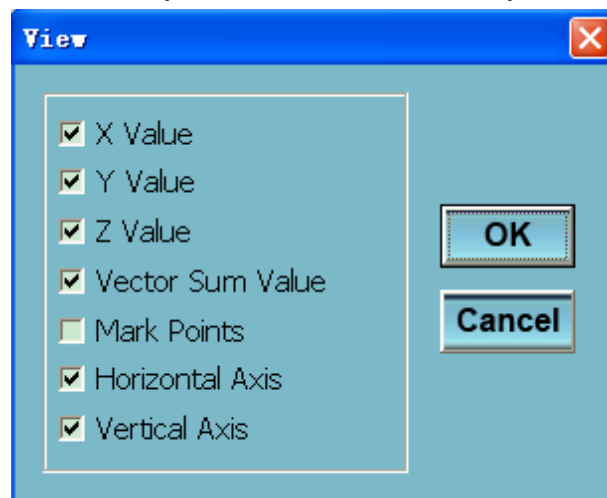 View
X Value
Y Value
Z Value
Vector Sum Value
Mark Points
Horizontal Axis
Vertical Axis
OK
Cancel